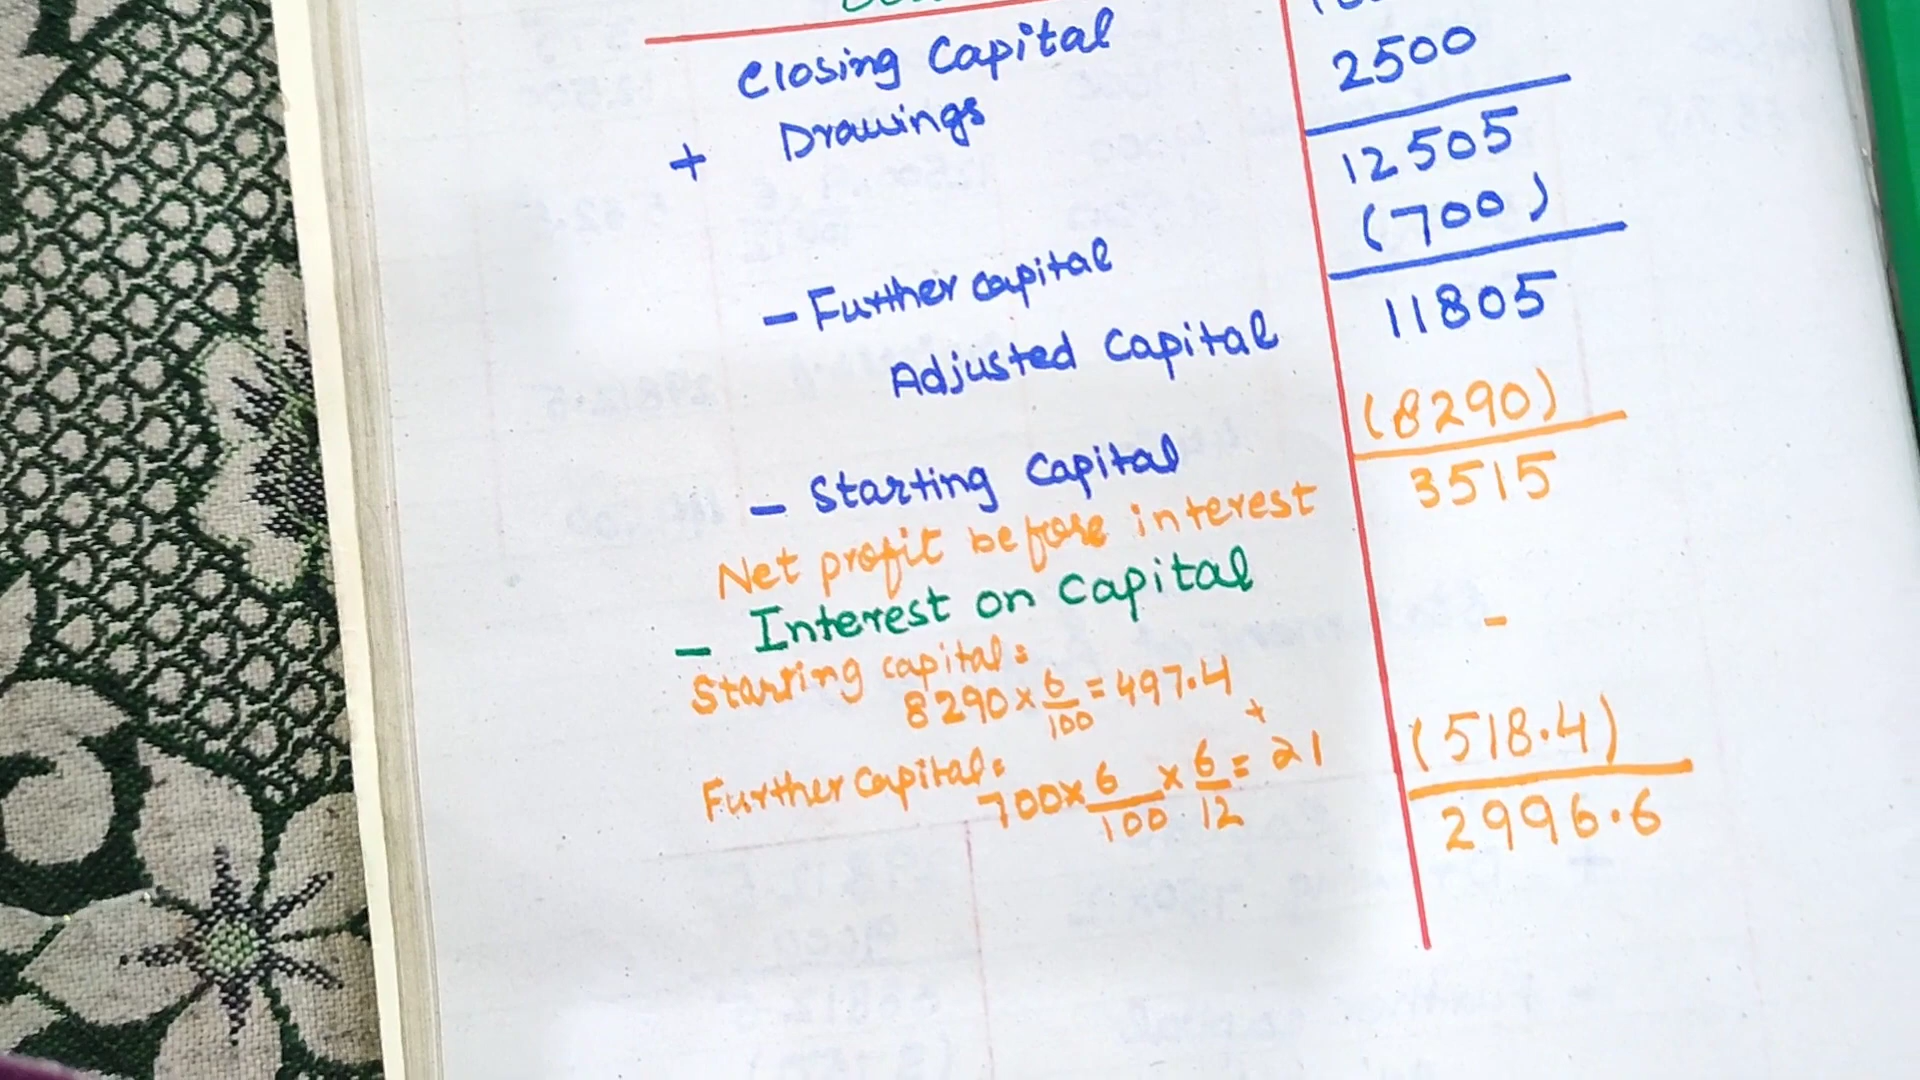 Closing Capital
2500
+ Drawings
12505
(700)
- Further capital
11805
Adjusted Capital
(8290)
- Starting Capital
3515
Net profit before interest
- Interest on Capital
-
Starting capital =
8290 × 6/100 = 497.4
+
(518.4)
Further Capital =
700 × 6/100 × 6/12 = 21
2996.6